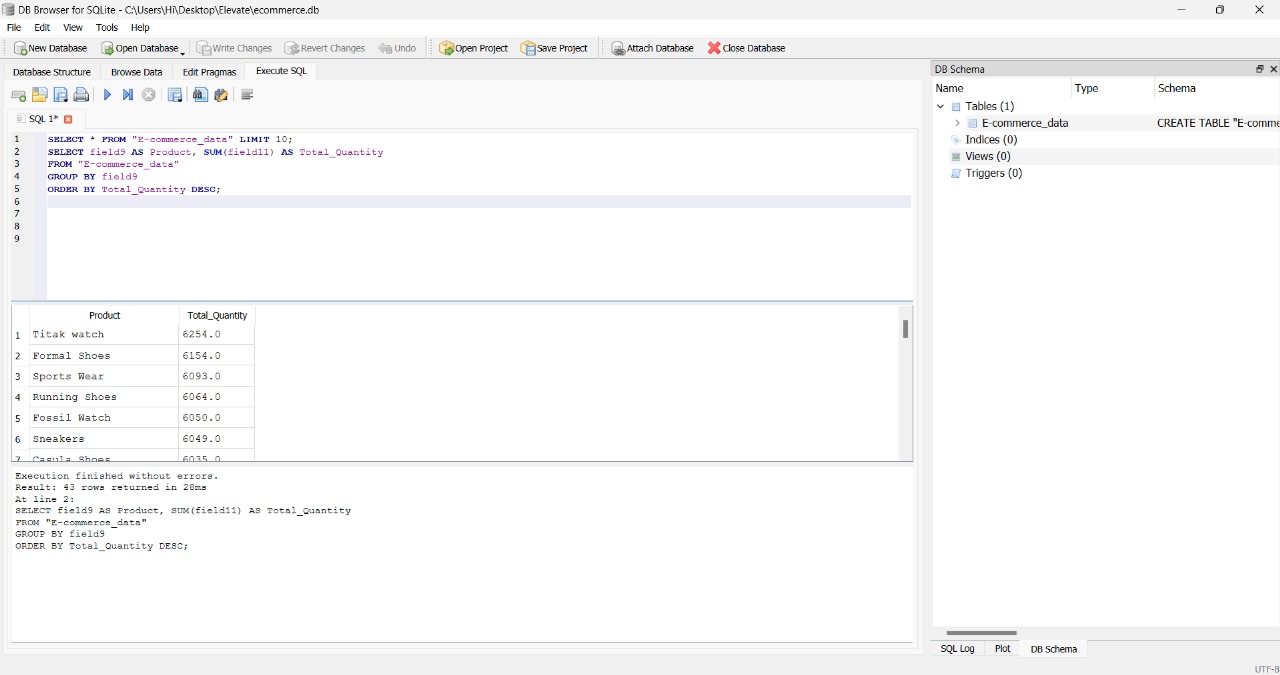 DB Browser for SQLite - C:\Users\Hi\Desktop\Elevate\ecommerce.db
File Edit View Tools Help
New Database Open Database Write Changes Revert Changes Undo Open Project Save Project Attach Database Close Database
Database Structure Browse Data Edit Pragmas Execute SQL
SQL 1*
1 SELECT * FROM "E-commerce_data" LIMIT 10;
2 SELECT field9 AS Product, SUM(field11) AS Total_Quantity
3 FROM "E-commerce_data"
4 GROUP BY field9
5 ORDER BY Total_Quantity DESC;
6
7
8
9
Product Total_Quantity
1 Titak watch 6254.0
2 Formal Shoes 6154.0
3 Sports Wear 6093.0
4 Running Shoes 6064.0
5 Fossil Watch 6050.0
6 Sneakers 6049.0
7 Casula Shoes 6035.0
Execution finished without errors.
Result: 43 rows returned in 28ms
At line 2:
SELECT field9 AS Product, SUM(field11) AS Total_Quantity
FROM "E-commerce_data"
GROUP BY field9
ORDER BY Total_Quantity DESC;
DB Schema
Name Type Schema
Tables (1)
E-commerce_data CREATE TABLE "E-comme
Indices (0)
Views (0)
Triggers (0)
SQL Log Plot DB Schema
UTF-8